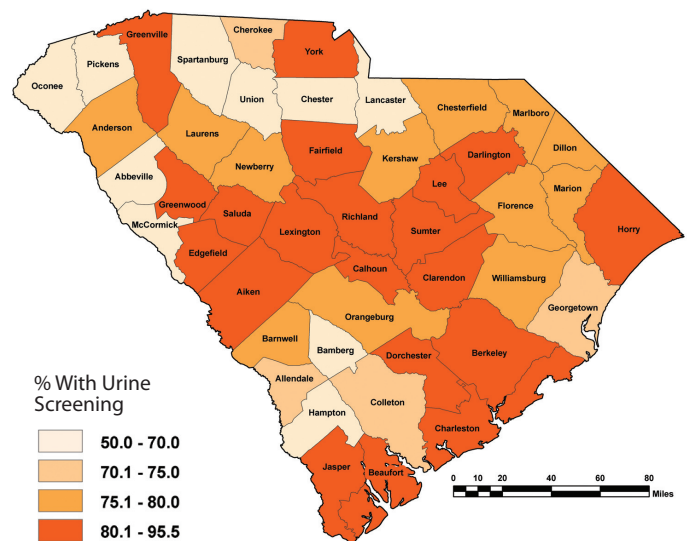 Cherokee
Greenville
York
Spartanburg
Pickens
Oconee
Union
Chester
Lancaster
Chesterfield
Marlboro
Anderson
Laurens
Dillon
Fairfield
Darlington
Newberry
Kershaw
Abbeville
Lee
Marion
Greenwood
Florence
Saluda
Richland
McCormick
Lexington
Sumter
Horry
Edgefield
Calhoun
Clarendon
Williamsburg
Aiken
Georgetown
Orangeburg
Barnwell
Bamberg
Dorchester
Berkeley
Allendale
Colleton
Hampton
Charleston
Jasper
Beaufort
% With Urine
Screening
50.0 - 70.0
70.1 - 75.0
75.1 - 80.0
80.1 - 95.5
0 5 10 20 40 60 80
Miles